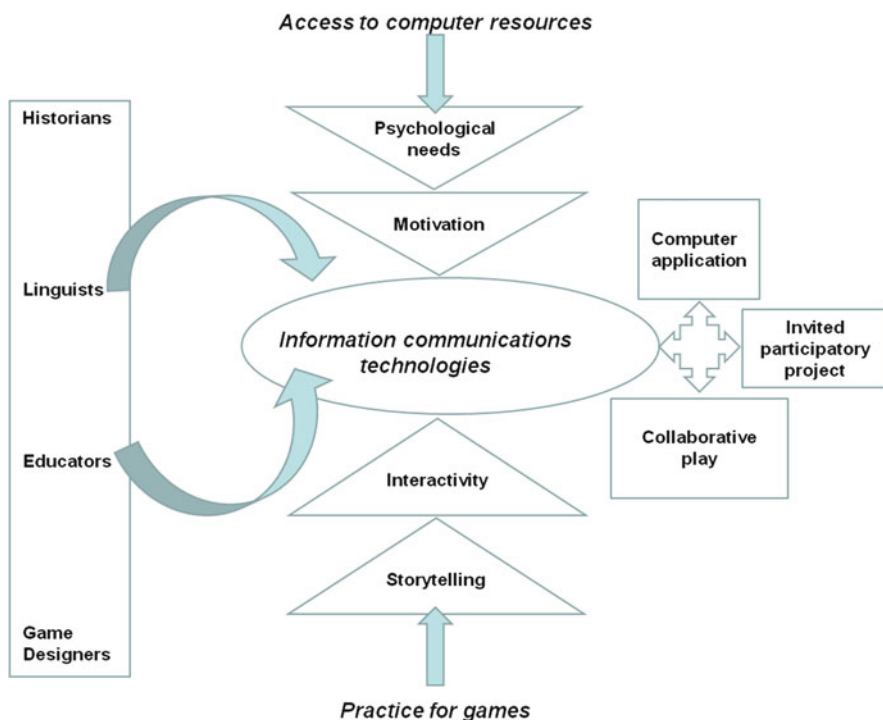 Access to computer resources
Historians
Linguists
Educators
Game
Designers
Psychological
needs
Motivation
Information communications
technologies
Interactivity
Storytelling
Practice for games
Computer
application
Invited
participatory
project
Collaborative
play